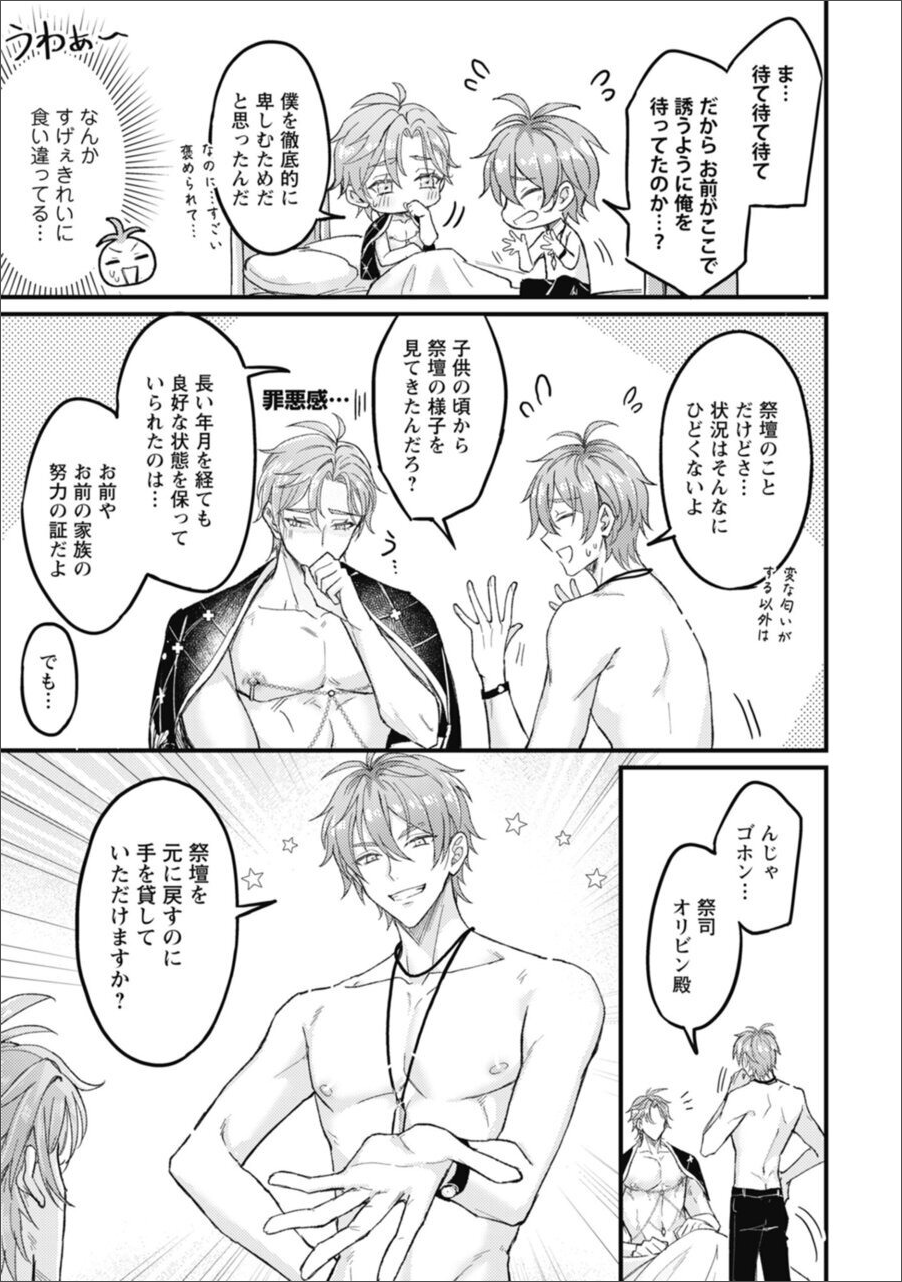 ま…
待て待て待て
だから お前がここで
誘うように俺を
待ってたのか…?
僕を徹底的に
卑しむためだ
と思ったんだ
なのに…すごい
褒められて…
うわぁ～
なんか
すげぇきれいに
食い違ってる…
祭壇のこと
だけどさ…
状況はそんなに
ひどくないよ
変な匂いが
する以外は
子供の頃から
祭壇の様子を
見てきたんだろ?
罪悪感…
長い年月を経ても
良好な状態を保って
いられたのは…
お前や
お前の家族の
努力の証だよ
でも…
んじゃ
ゴホン…
祭司
オリビン殿
祭壇を
元に戻すのに
手を貸して
いただけますか?